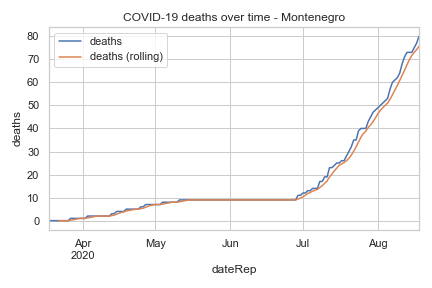 COVID-19 deaths over time - Montenegro
deaths
deaths (rolling)
80
70
60
50
40
30
20
10
0
deaths
Apr
2020
May
Jun
Jul
Aug
dateRep